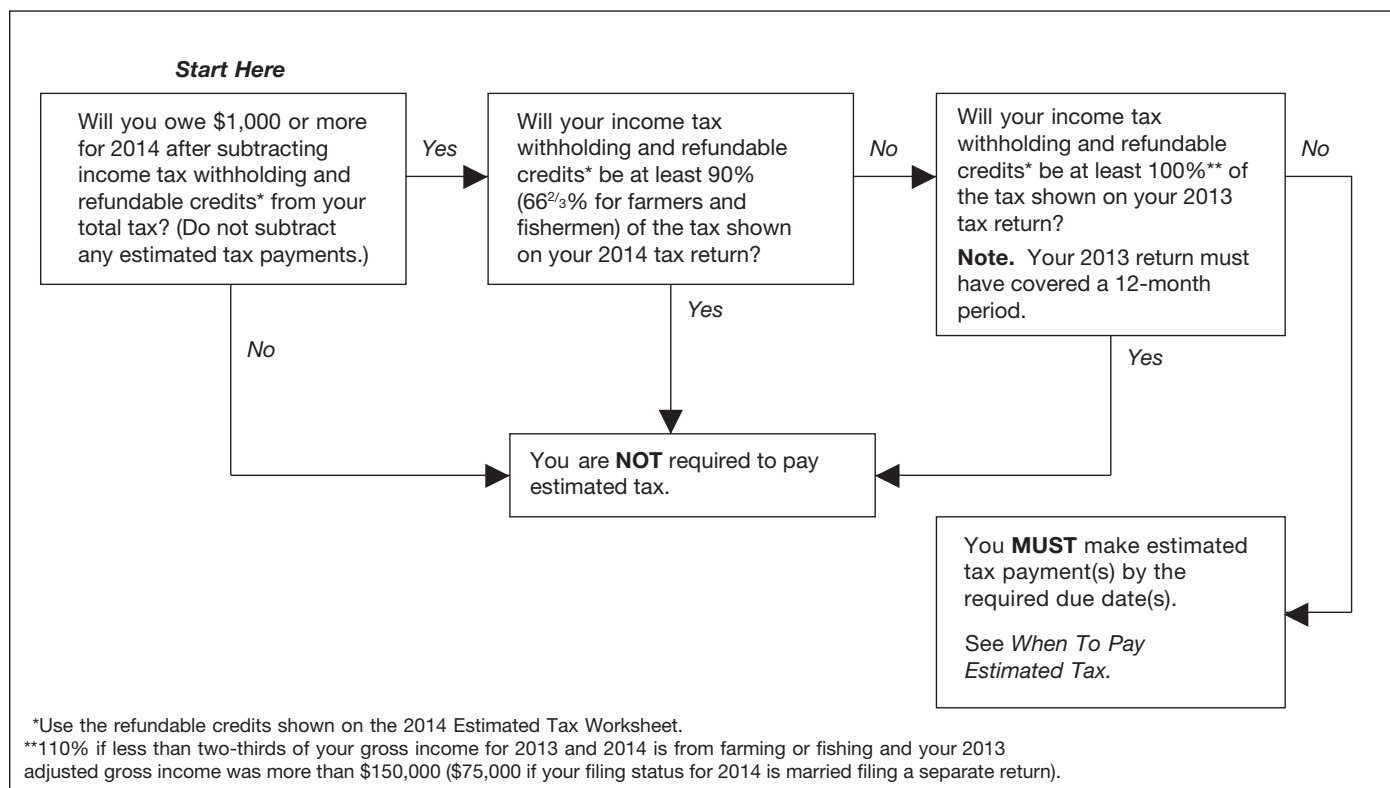 Start Here
Will you owe $1,000 or more
for 2014 after subtracting
income tax withholding and
refundable credits* from your
total tax? (Do not subtract
any estimated tax payments.)
Yes
No
Will your income tax
withholding and refundable
credits* be at least 90%
(66 2/3% for farmers and
fishermen) of the tax shown
on your 2014 tax return?
No
Yes
Will your income tax
withholding and refundable
credits* be at least 100%** of
the tax shown on your 2013
tax return?
Note. Your 2013 return must
have covered a 12-month
period.
No
Yes
You are NOT required to pay
estimated tax.
You MUST make estimated
tax payment(s) by the
required due date(s).
See When To Pay
Estimated Tax.
*Use the refundable credits shown on the 2014 Estimated Tax Worksheet.
**110% if less than two-thirds of your gross income for 2013 and 2014 is from farming or fishing and your 2013
adjusted gross income was more than $150,000 ($75,000 if your filing status for 2014 is married filing a separate return).